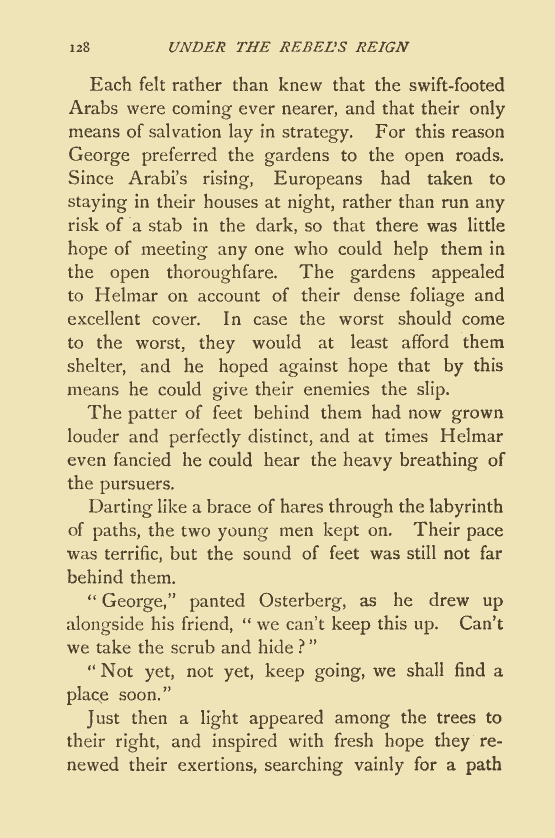 128 UNDER THE REBEL'S REIGN
Each felt rather than knew that the swift-footed
Arabs were coming ever nearer, and that their only
means of salvation lay in strategy. For this reason
George preferred the gardens to the open roads.
Since Arabi's rising, Europeans had taken to
staying in their houses at night, rather than run any
risk of a stab in the dark, so that there was little
hope of meeting any one who could help them in
the open thoroughfare. The gardens appealed
to Helmar on account of their dense foliage and
excellent cover. In case the worst should come
to the worst, they would at least afford them
shelter, and he hoped against hope that by this
means he could give their enemies the slip.
The patter of feet behind them had now grown
louder and perfectly distinct, and at times Helmar
even fancied he could hear the heavy breathing of
the pursuers.
Darting like a brace of hares through the labyrinth
of paths, the two young men kept on. Their pace
was terrific, but the sound of feet was still not far
behind them.
" George," panted Osterberg, as he drew up
alongside his friend, " we can't keep this up. Can't
we take the scrub and hide ? "
" Not yet, not yet, keep going, we shall find a
place soon."
Just then a light appeared among the trees to
their right, and inspired with fresh hope they re-
newed their exertions, searching vainly for a path